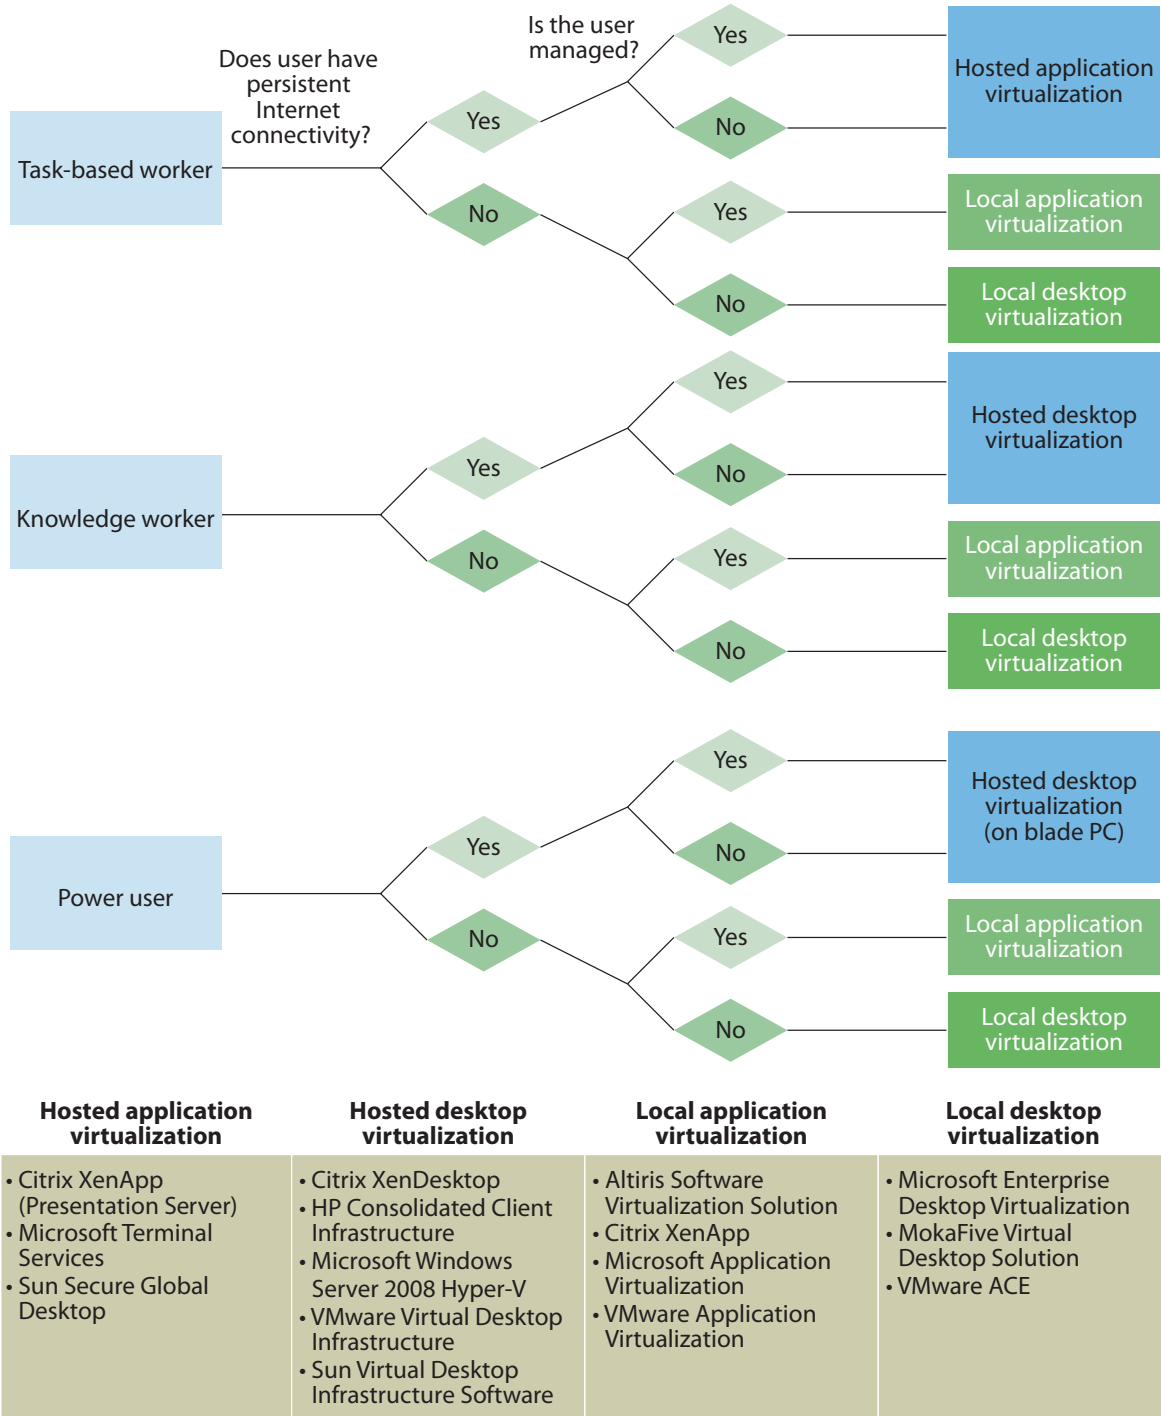 Does user have
persistent
Internet
connectivity?
Is the user
managed?
Task-based worker
Yes
Yes
No
Hosted application
virtualization
No
Yes
Local application
virtualization
No
Local desktop
virtualization
Knowledge worker
Yes
Yes
No
Hosted desktop
virtualization
No
Yes
Local application
virtualization
No
Local desktop
virtualization
Power user
Yes
Yes
No
Hosted desktop
virtualization
(on blade PC)
No
Yes
Local application
virtualization
No
Local desktop
virtualization
Hosted application
virtualization
• Citrix XenApp
(Presentation Server)
• Microsoft Terminal
Services
• Sun Secure Global
Desktop
Hosted desktop
virtualization
• Citrix XenDesktop
• HP Consolidated Client
Infrastructure
• Microsoft Windows
Server 2008 Hyper-V
• VMware Virtual Desktop
Infrastructure
• Sun Virtual Desktop
Infrastructure Software
Local application
virtualization
• Altiris Software
Virtualization Solution
• Citrix XenApp
• Microsoft Application
Virtualization
• VMware Application
Virtualization
Local desktop
virtualization
• Microsoft Enterprise
Desktop Virtualization
• MokaFive Virtual
Desktop Solution
• VMware ACE